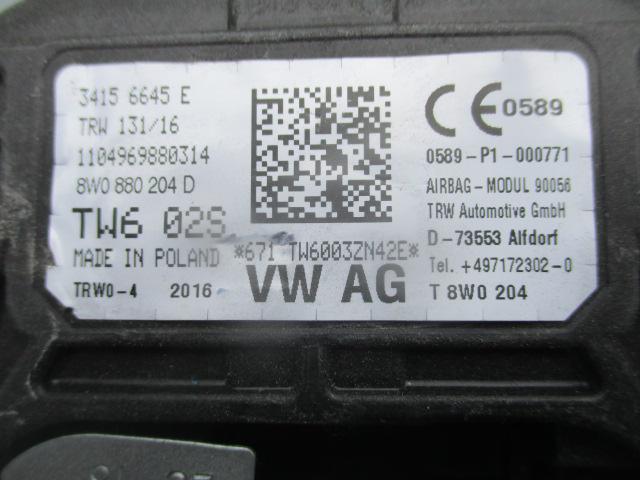 3415 6645 E
TRW 131/16
1104969880314
8W0 880 204 D
TW6 02S
MADE IN POLAND
TRW0-4 2016
*671 TW6003ZN42E*
VW AG
CE 0589
0589-P1-000771
AIRBAG-MODUL 90056
TRW Automotive GmbH
D-73553 Alfdorf
Tel. +497172302-0
T 8W0 204